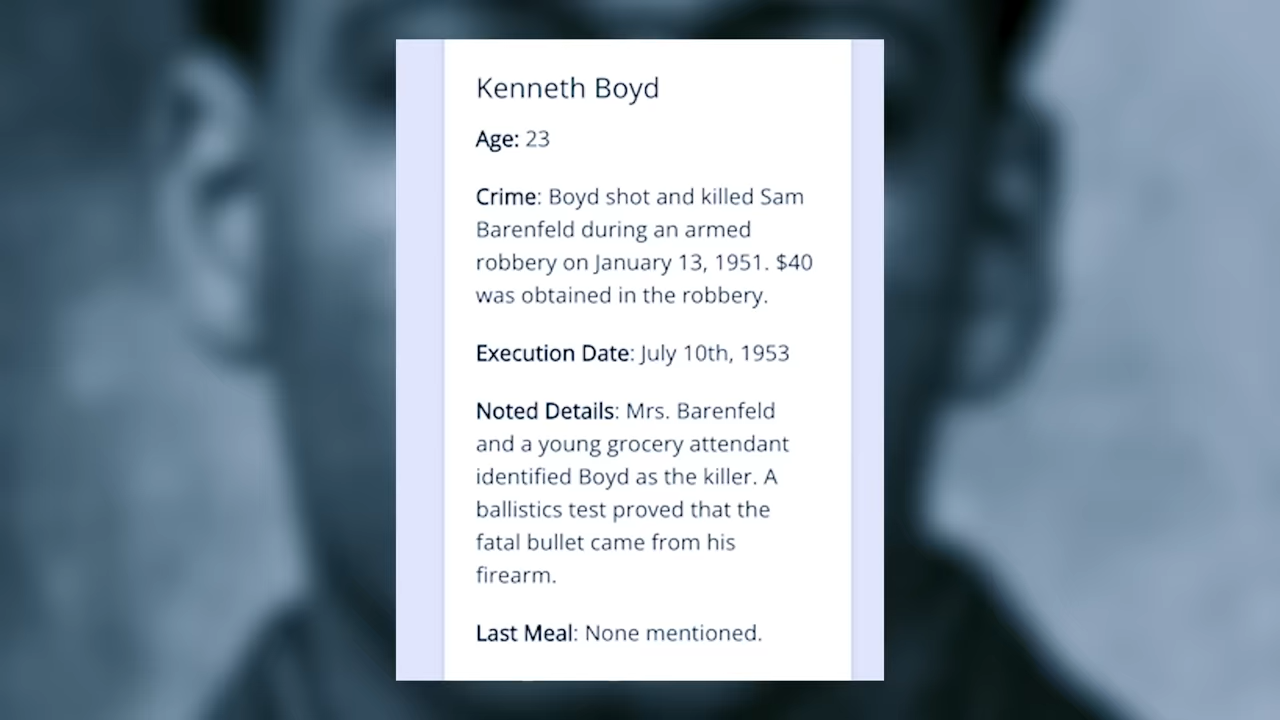 Kenneth Boyd
Age: 23
Crime: Boyd shot and killed Sam
Barenfeld during an armed
robbery on January 13, 1951. $40
was obtained in the robbery.
Execution Date: July 10th, 1953
Noted Details: Mrs. Barenfeld
and a young grocery attendant
identified Boyd as the killer. A
ballistics test proved that the
fatal bullet came from his
firearm.
Last Meal: None mentioned.